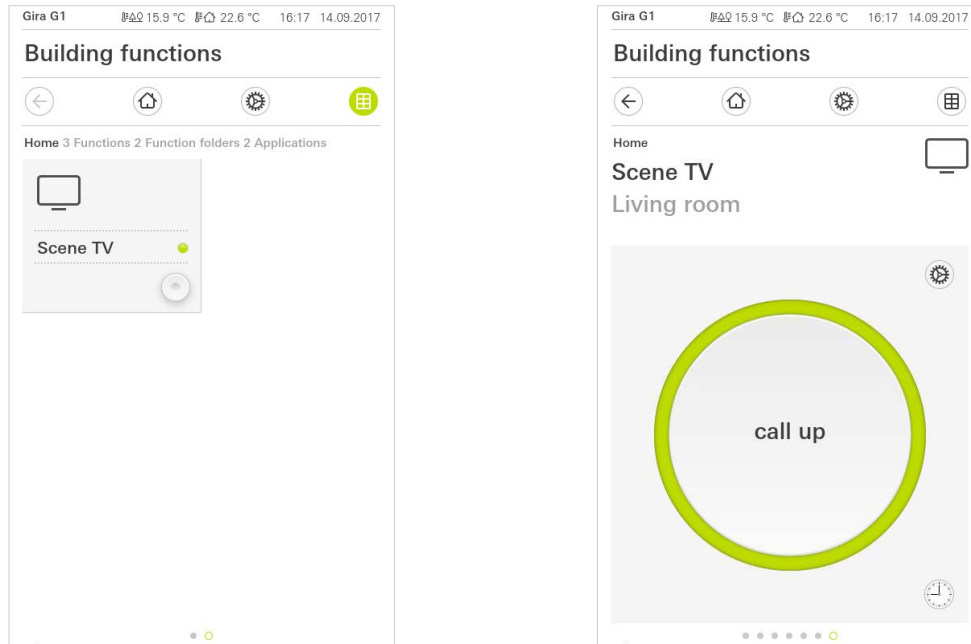 Gira G1 15.9 °C 22.6 °C 16:17 14.09.2017
Building functions
Home 3 Functions 2 Function folders 2 Applications
Scene TV
Gira G1 15.9 °C 22.6 °C 16:17 14.09.2017
Building functions
Home
Scene TV
Living room
call up